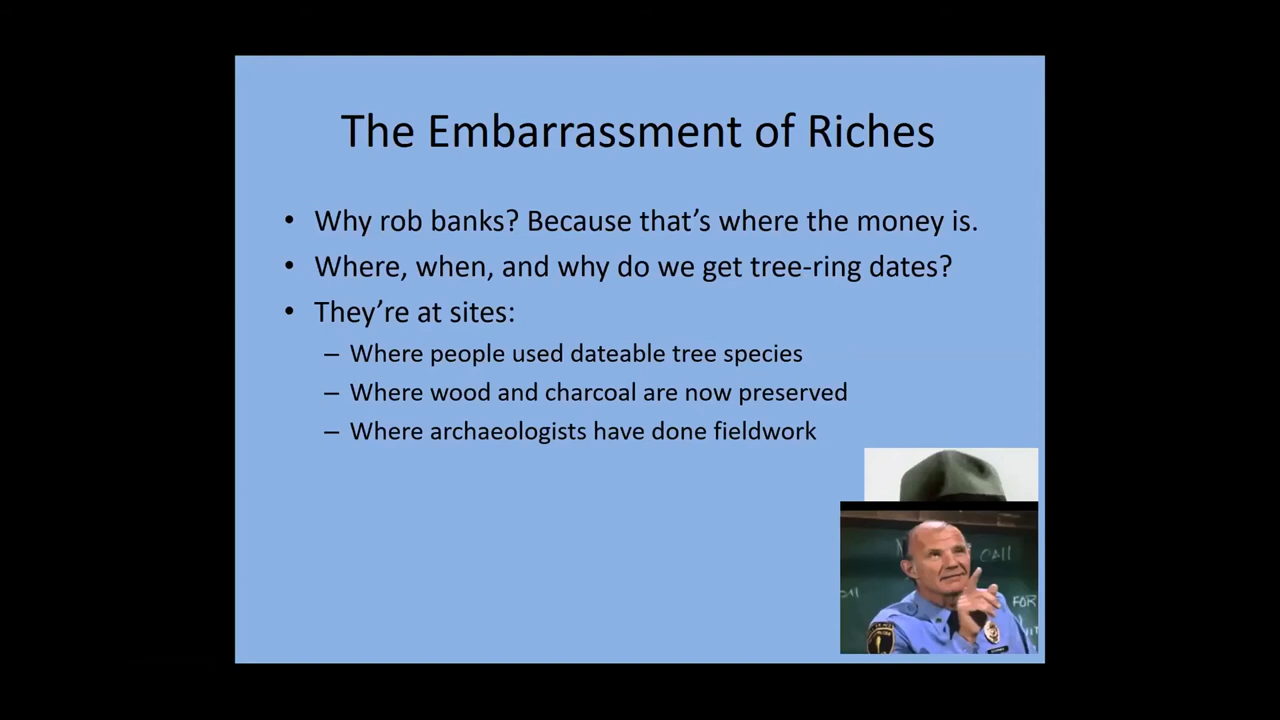 The Embarrassment of Riches
• Why rob banks? Because that's where the money is.
• Where, when, and why do we get tree-ring dates?
• They're at sites:
– Where people used dateable tree species
– Where wood and charcoal are now preserved
– Where archaeologists have done fieldwork
FOR